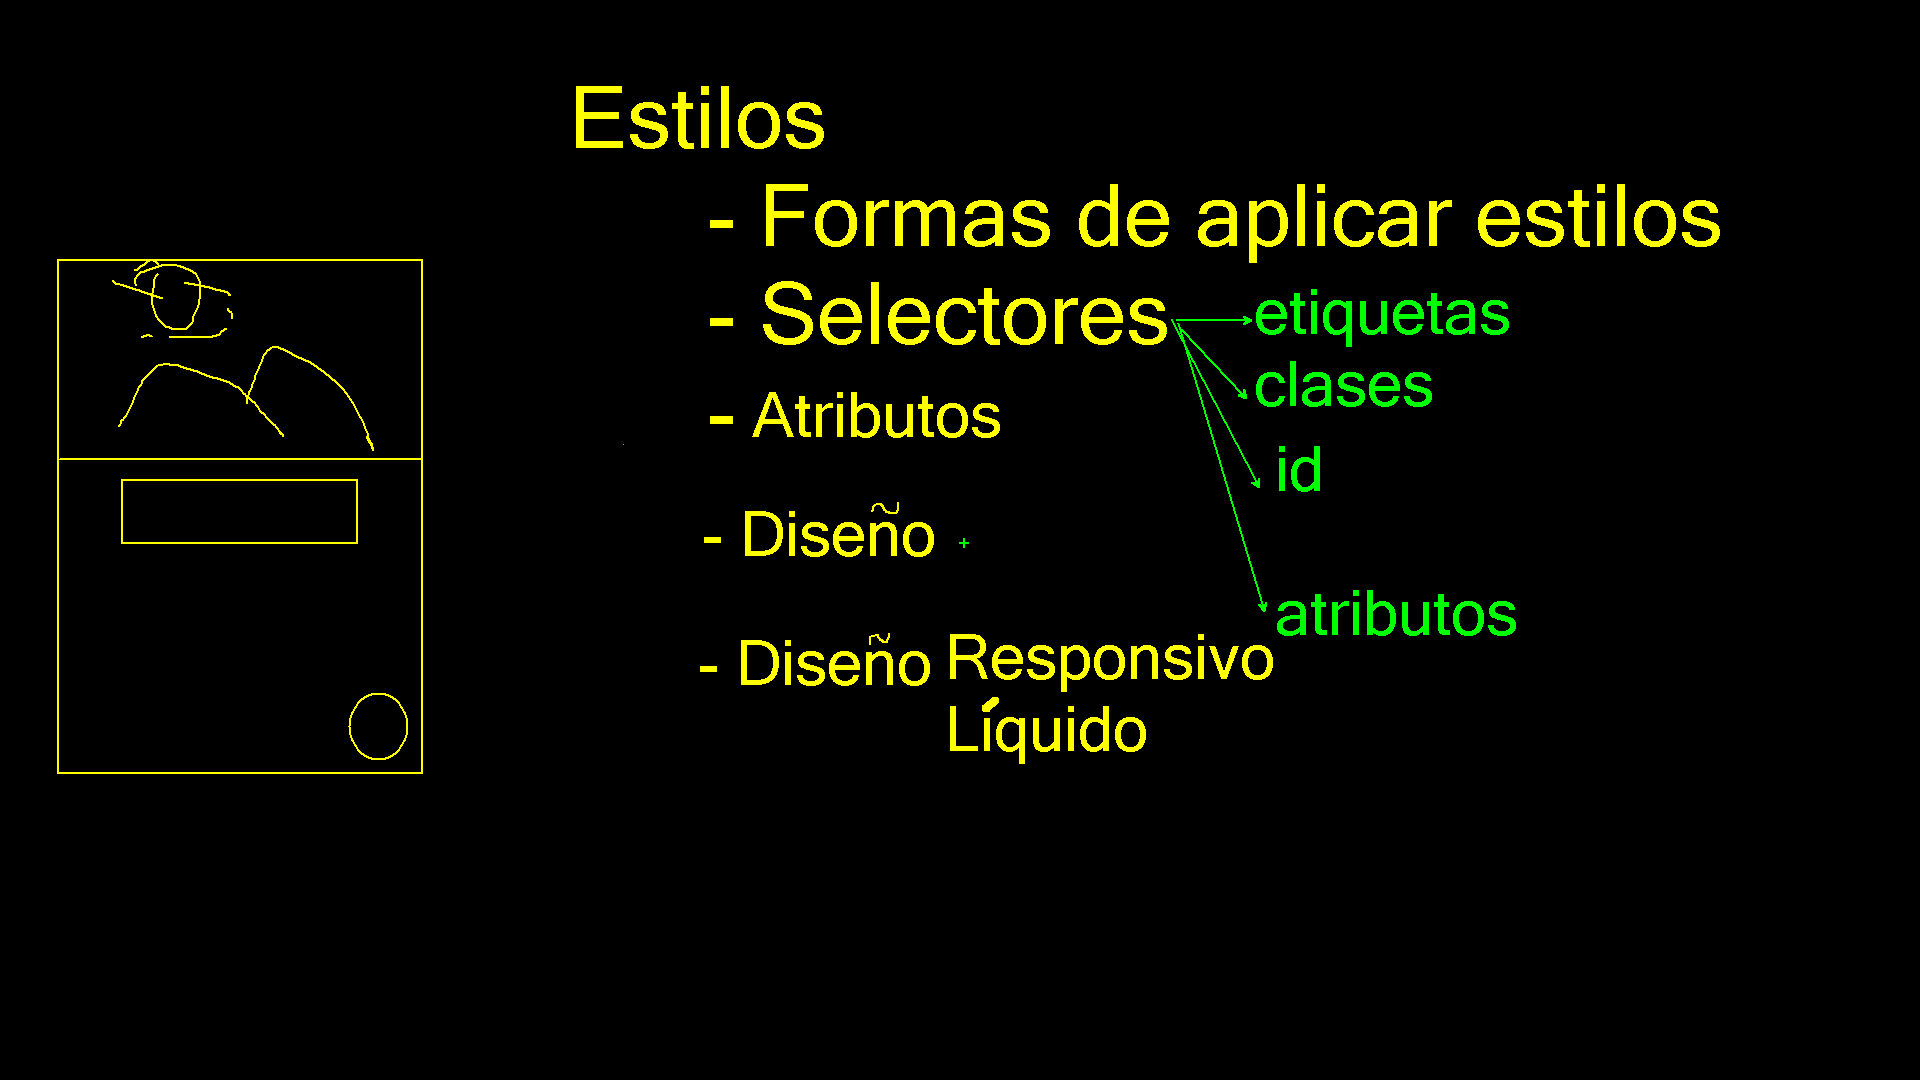 Estilos
- Formas de aplicar estilos
- Selectores
etiquetas
clases
id
atributos
- Atributos
- Diseño
- Diseño Responsivo
Líquido